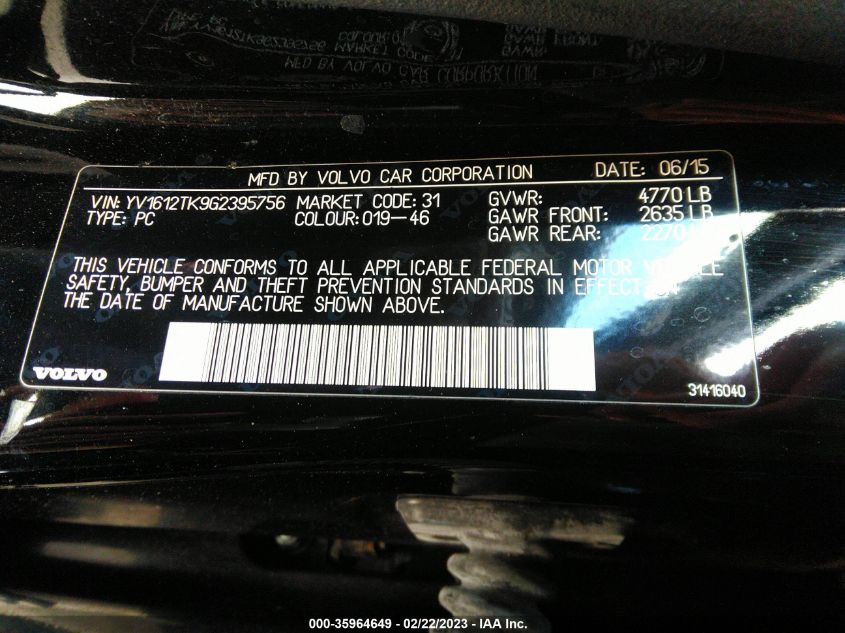 MFD BY VOLVO CAR CORPORATION DATE: 06/15
VIN: YV1612TK9G2395756 MARKET CODE: 31 GVWR: 4770 LB
TYPE: PC COLOUR: 019-46 GAWR FRONT: 2635 LB
GAWR REAR: 2270
THIS VEHICLE CONFORMS TO ALL APPLICABLE FEDERAL MOTOR VEHICLE
SAFETY, BUMPER AND THEFT PREVENTION STANDARDS IN EFFECT ON
THE DATE OF MANUFACTURE SHOWN ABOVE.
VOLVO
31416040
000-35964649 - 02/22/2023 - IAA Inc.